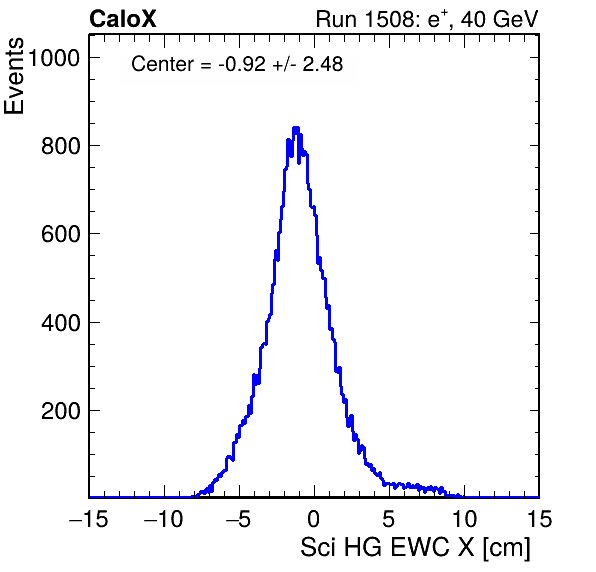 CaloX Run 1508: e⁺, 40 GeV
Center = -0.92 +/- 2.48
Events
1000
800
600
400
200
−15 −10 −5 0 5 10 15
Sci HG EWC X [cm]